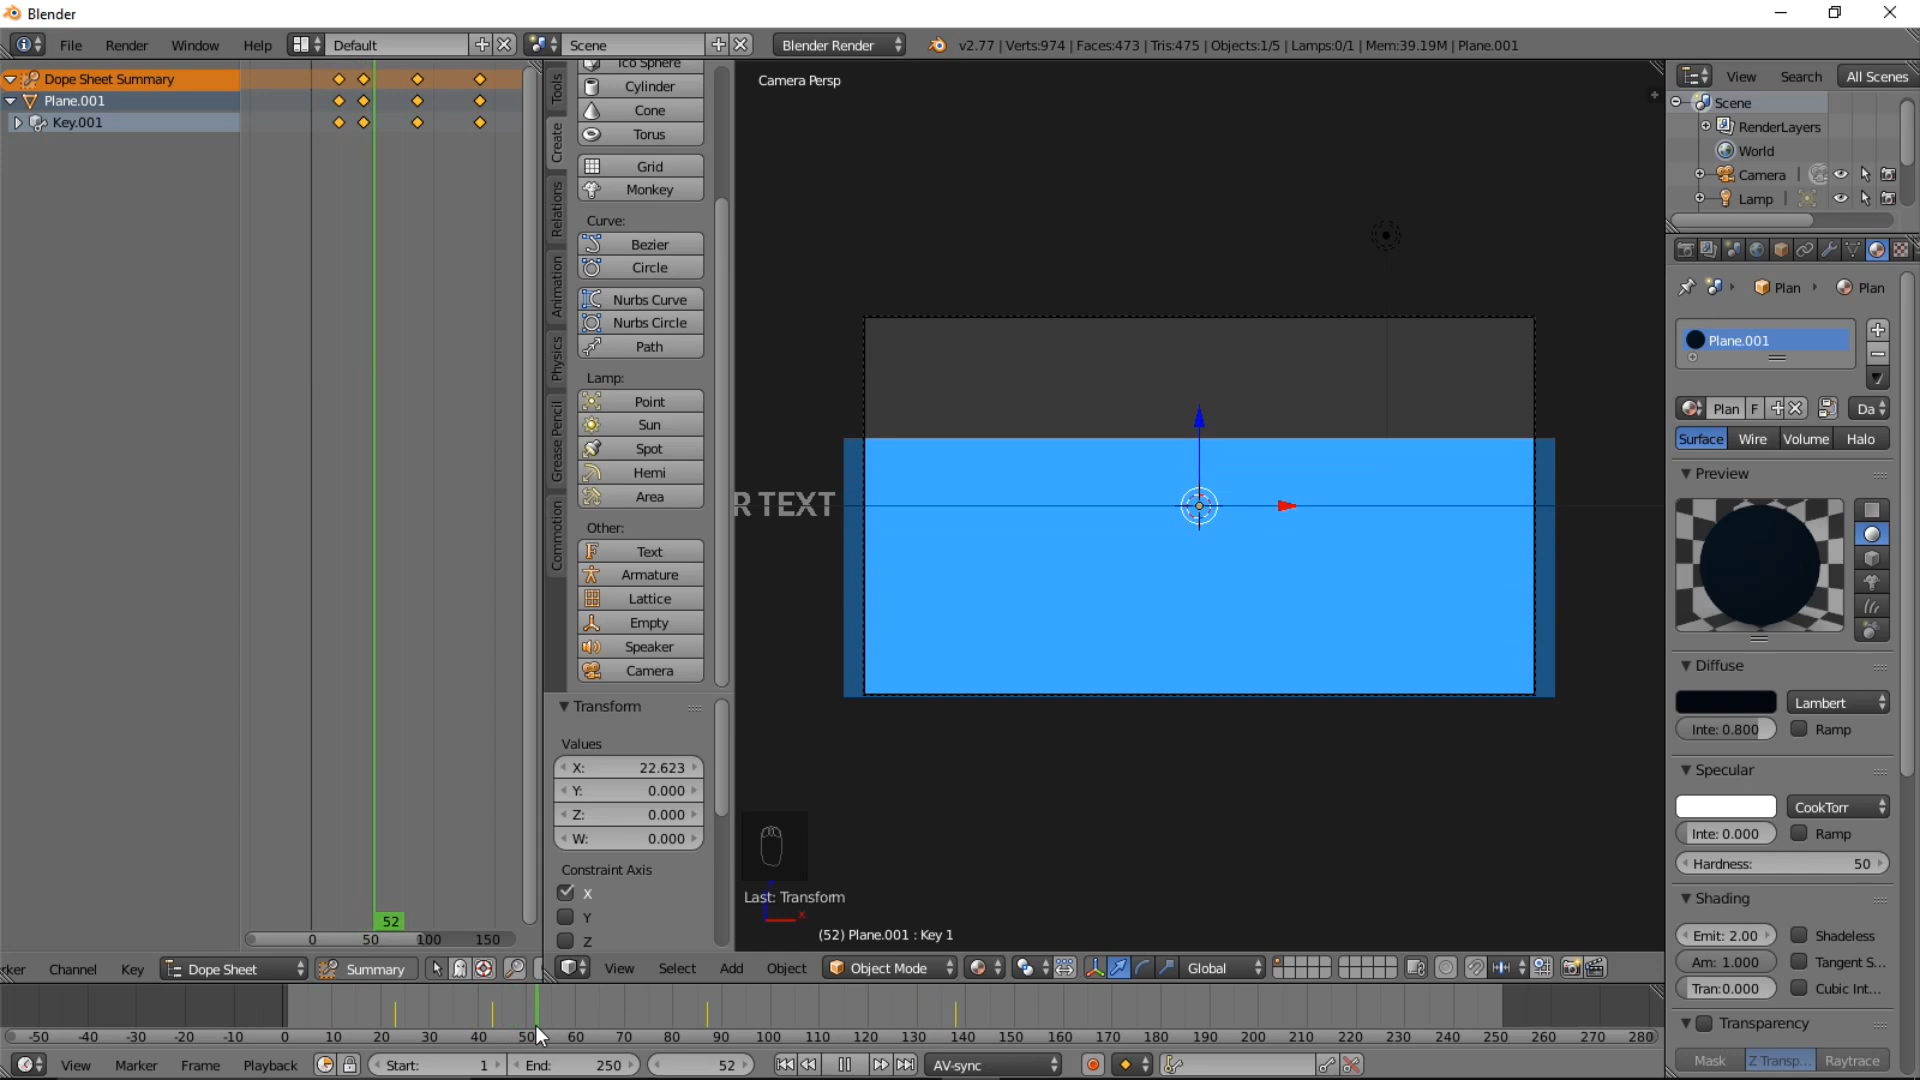 Blender
File Render Window Help Default Scene Blender Render v2.77 | Verts:974 | Faces:473 | Tris:475 | Objects:1/5 | Lamps:0/1 | Mem:39.19M | Plane.001
Dope Sheet Summary
Plane.001
Key.001
0 50 100 150
52
Channel Key Dope Sheet Summary
Tools
Create
Relations
Animation
Physics
Grease Pencil
Commotion
Ico Sphere
Cylinder
Cone
Torus
Grid
Monkey
Curve:
Bezier
Circle
Nurbs Curve
Nurbs Circle
Path
Lamp:
Point
Sun
Spot
Hemi
Area
Other:
Text
Armature
Lattice
Empty
Speaker
Camera
Transform
Values
X: 22.623
Y: 0.000
Z: 0.000
W: 0.000
Constraint Axis
X
Y
Z
Camera Persp
R TEXT
Last: Transform
(52) Plane.001 : Key 1
View Select Add Object Object Mode Global
View Search All Scenes
Scene
RenderLayers
World
Camera
Lamp
Plan Plan
Plane.001
Plan F Da
Surface Wire Volume Halo
Preview
Diffuse
Lambert
Inte: 0.800 Ramp
Specular
CookTorr
Inte: 0.000 Ramp
Hardness: 50
Shading
Emit: 2.00 Shadeless
Am: 1.000 Tangent S...
Tran:0.000 Cubic Int...
Transparency
Mask Z Transp... Raytrace
-50 -40 -30 -20 -10 0 10 20 30 40 50 60 70 80 90 100 110 120 130 140 150 160 170 180 190 200 210 220 230 240 250 260 270 280
View Marker Frame Playback Start: 1 End: 250 52 AV-sync